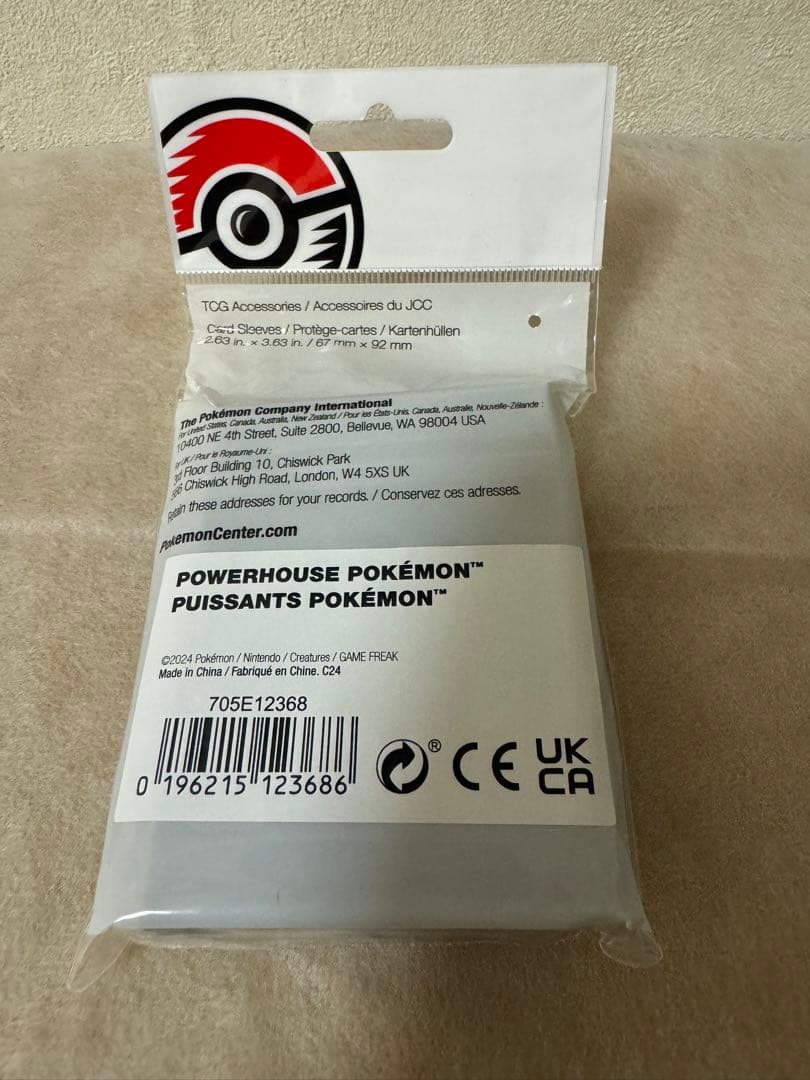 TCG Accessories / Accessoires du JCC
Card Sleeves / Protège-cartes / Kartenhüllen
2.63 in. × 3.63 in. / 67 mm × 92 mm
The Pokémon Company International
For United States, Canada, Australia, New Zealand / Pour les États-Unis, Canada, Australie, Nouvelle-Zélande :
10400 NE 4th Street, Suite 2800, Bellevue, WA 98004 USA
For UK / Pour le Royaume-Uni :
3rd Floor Building 10, Chiswick Park
566 Chiswick High Road, London, W4 5XS UK
Retain these addresses for your records. / Conservez ces adresses.
PokemonCenter.com
POWERHOUSE POKÉMON™
PUISSANTS POKÉMON™
©2024 Pokémon / Nintendo / Creatures / GAME FREAK
Made in China / Fabriqué en Chine. C24
705E12368
0 196215 123686
® CE UK
CA